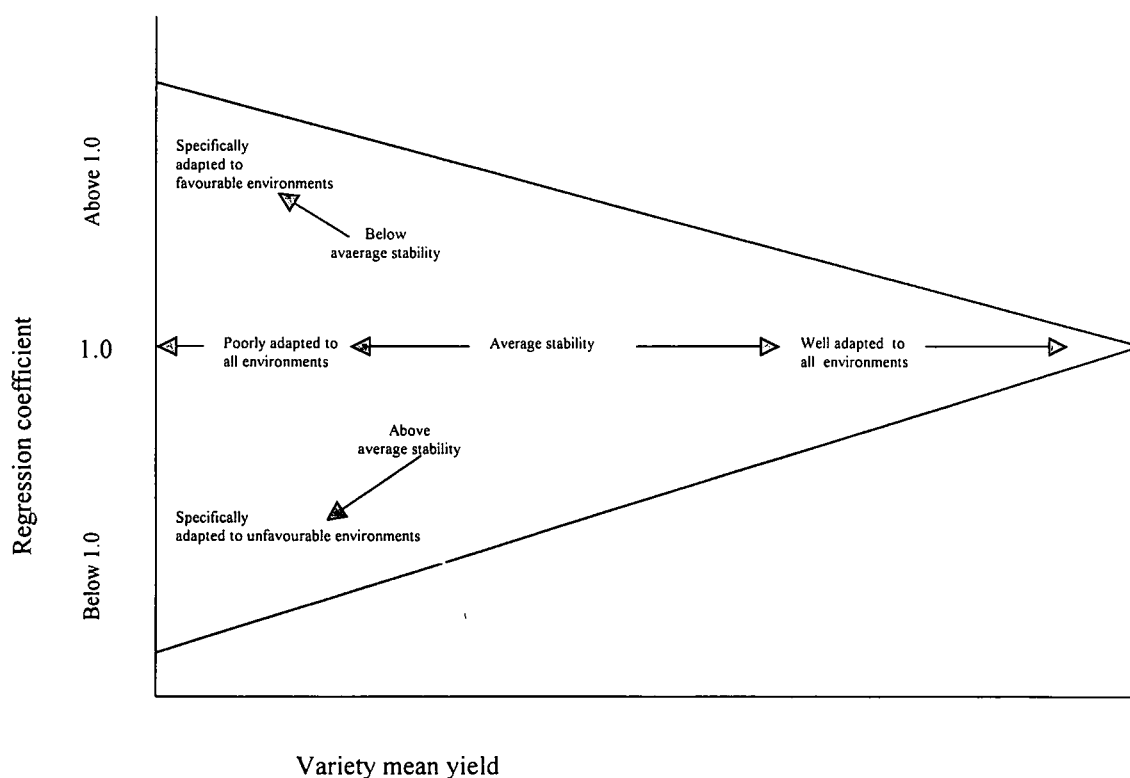 Above 1.0
Specifically
adapted to
favourable environments
Below
avaerage stability
Regression coefficient
1.0
Poorly adapted to
all environments
Average stability
Well adapted to
all environments
Above
average stability
Specifically
adapted to unfavourable environments
Below 1.0
Variety mean yield